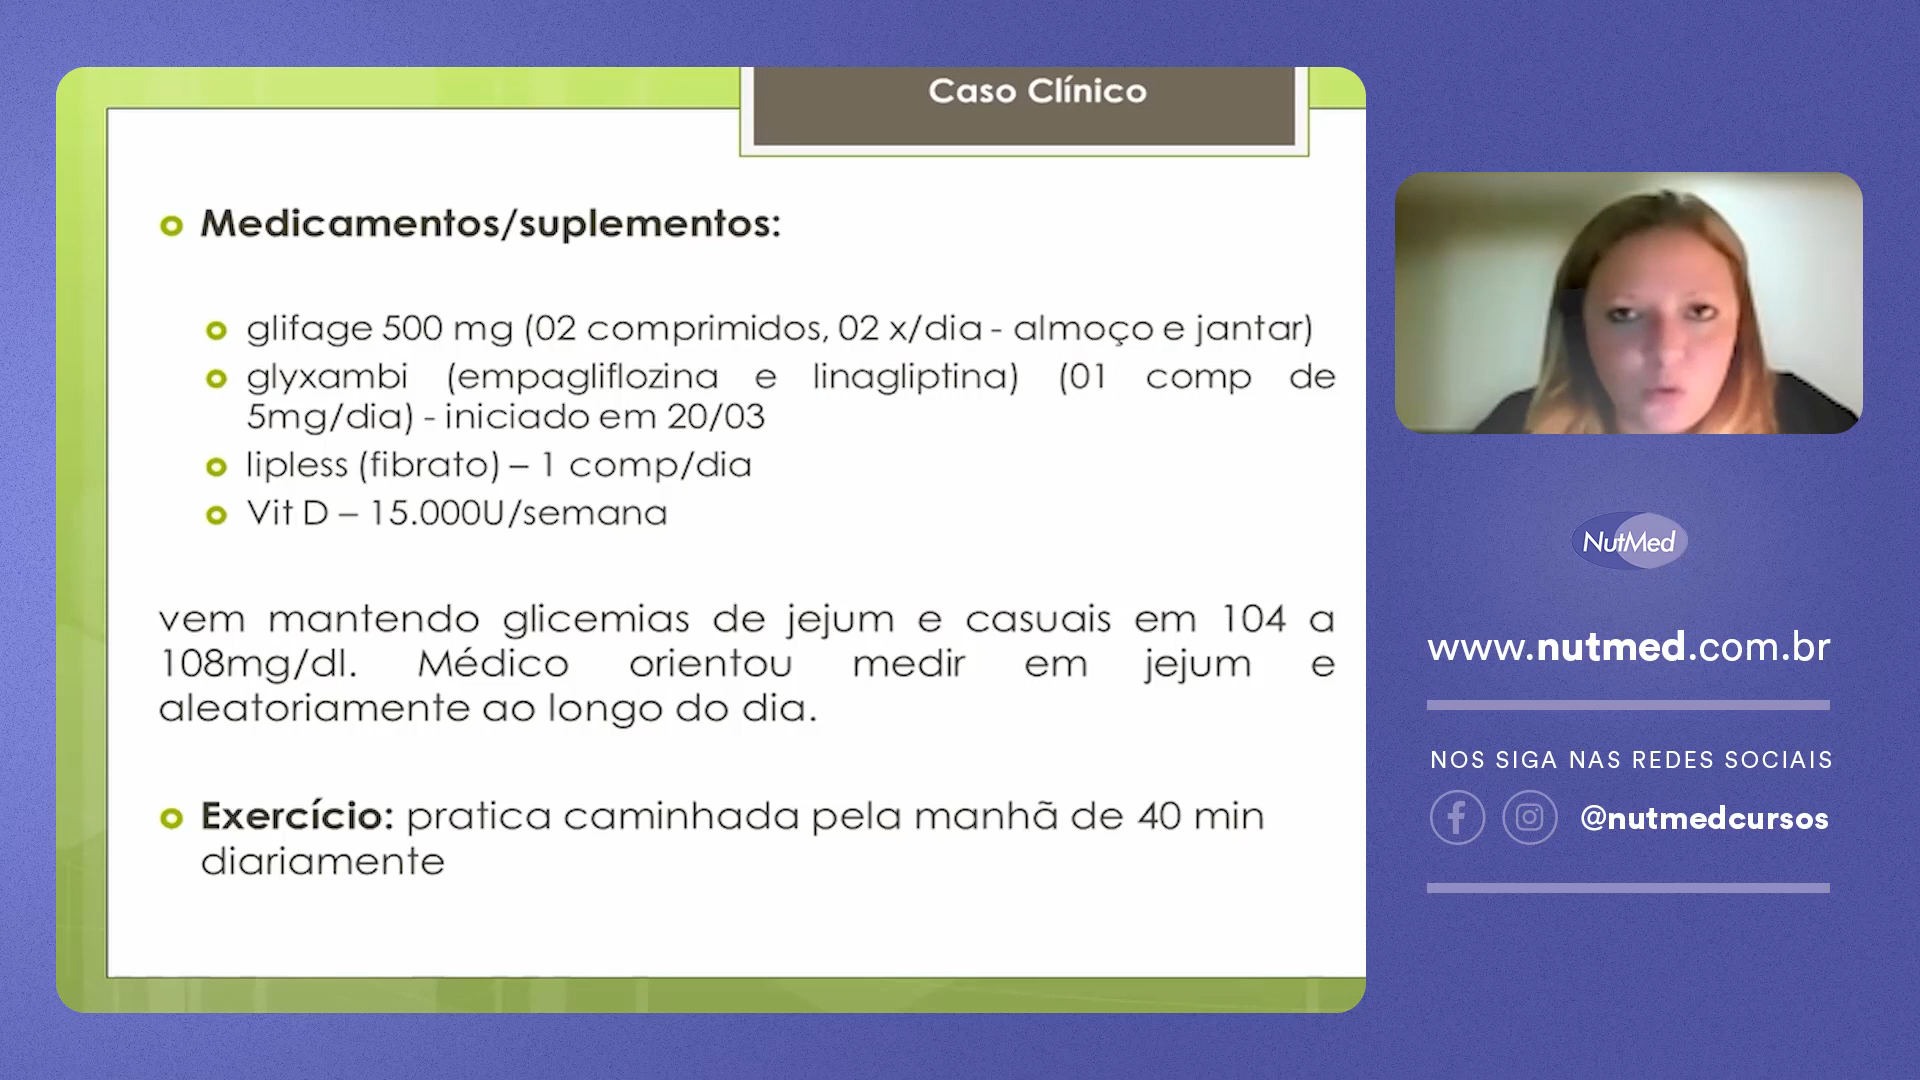 Caso Clínico
Medicamentos/suplementos:
glifage 500 mg (02 comprimidos, 02 x/dia - almoço e jantar)
glyxambi (empagliflozina e linagliptina) (01 comp de
5mg/dia) - iniciado em 20/03
lipless (fibrato) – 1 comp/dia
Vit D – 15.000U/semana
vem mantendo glicemias de jejum e casuais em 104 a
108mg/dl. Médico orientou medir em jejum e
aleatoriamente ao longo do dia.
Exercício: pratica caminhada pela manhã de 40 min
diariamente
NutMed
www.nutmed.com.br
NOS SIGA NAS REDES SOCIAIS
@nutmedcursos